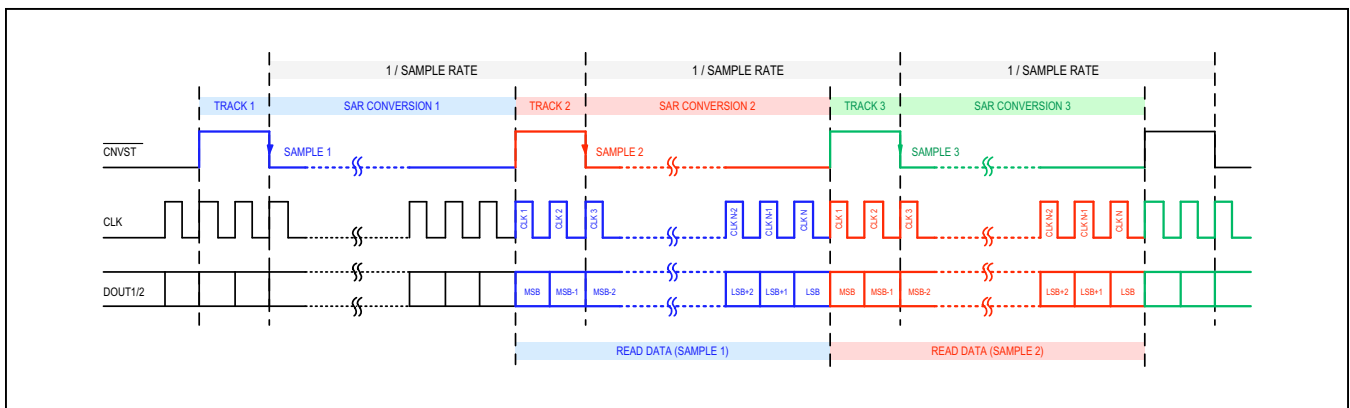 1 / SAMPLE RATE 1 / SAMPLE RATE 1 / SAMPLE RATE
TRACK 1 SAR CONVERSION 1 TRACK 2 SAR CONVERSION 2 TRACK 3 SAR CONVERSION 3
CNVST SAMPLE 1 SAMPLE 2 SAMPLE 3
CLK CLK 1 CLK 2 CLK 3 CLK N-2 CLK N-1 CLK N CLK 1 CLK 2 CLK 3 CLK N-2 CLK N-1 CLK N
DOUT1/2 MSB MSB-1 MSB-2 LSB+2 LSB+1 LSB MSB MSB-1 MSB-2 LSB+2 LSB+1 LSB
READ DATA (SAMPLE 1) READ DATA (SAMPLE 2)